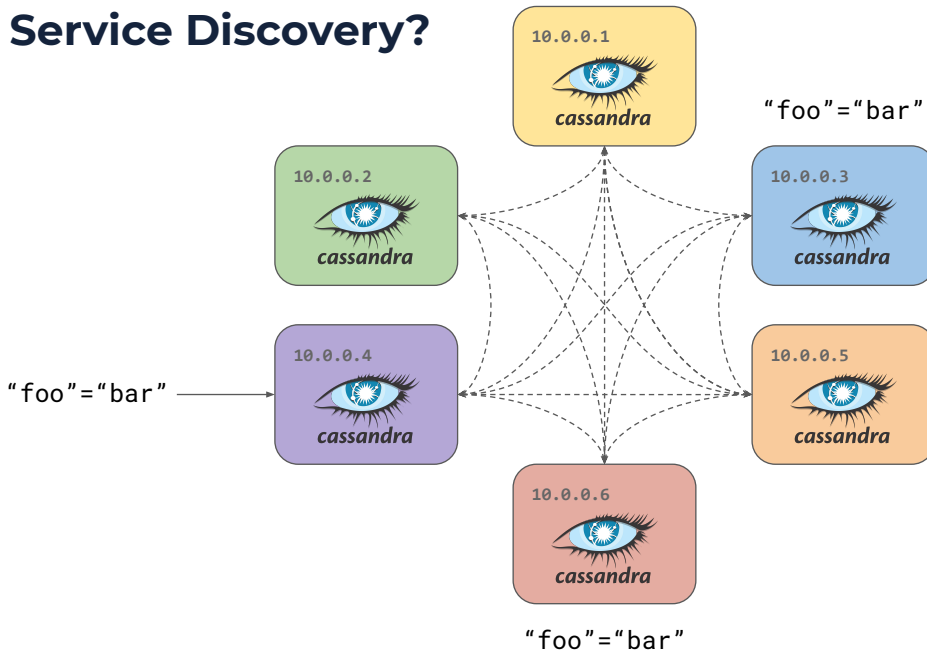 Service Discovery?
10.0.0.1
cassandra
“foo”=“bar”
10.0.0.2
cassandra
10.0.0.3
cassandra
10.0.0.4
cassandra
“foo”=“bar”
10.0.0.5
cassandra
10.0.0.6
cassandra
“foo”=“bar”